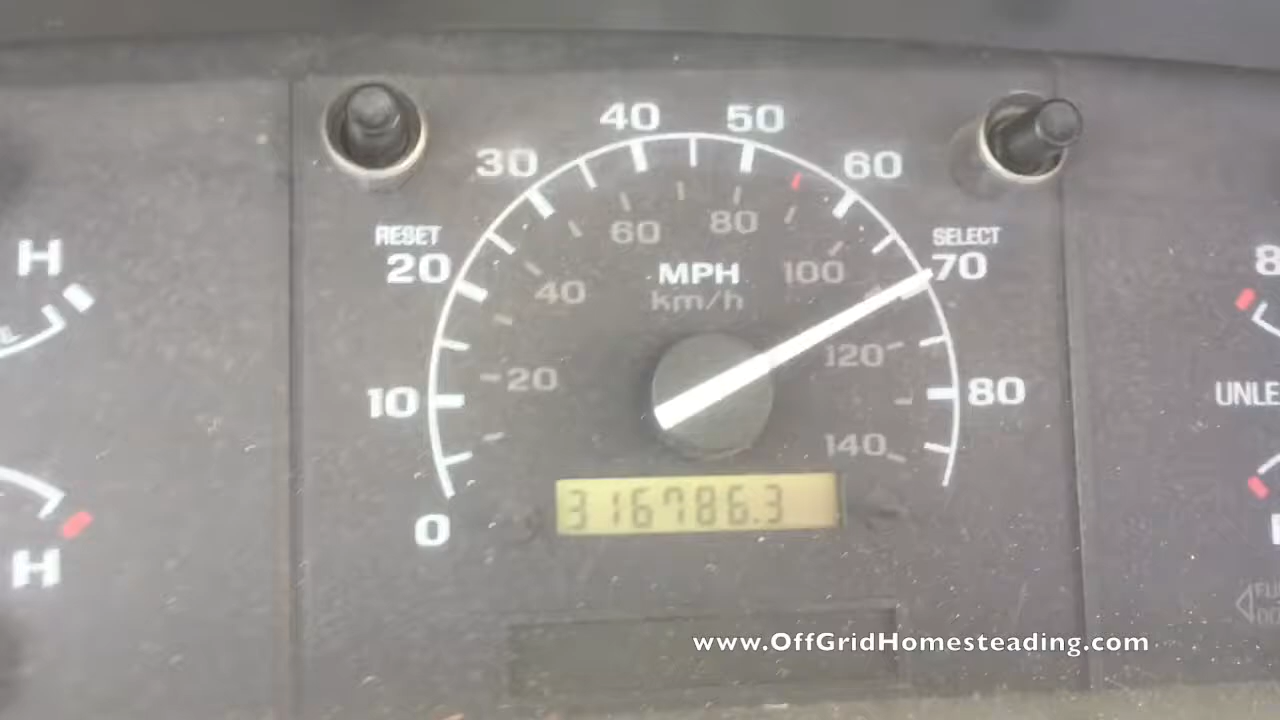 40 50
30 60
H RESET SELECT 8
20 60 80 MPH 100 70
40 km/h
120
20
10 80
UNLE
140
316786.3
0
H
www.OffGridHomesteading.com